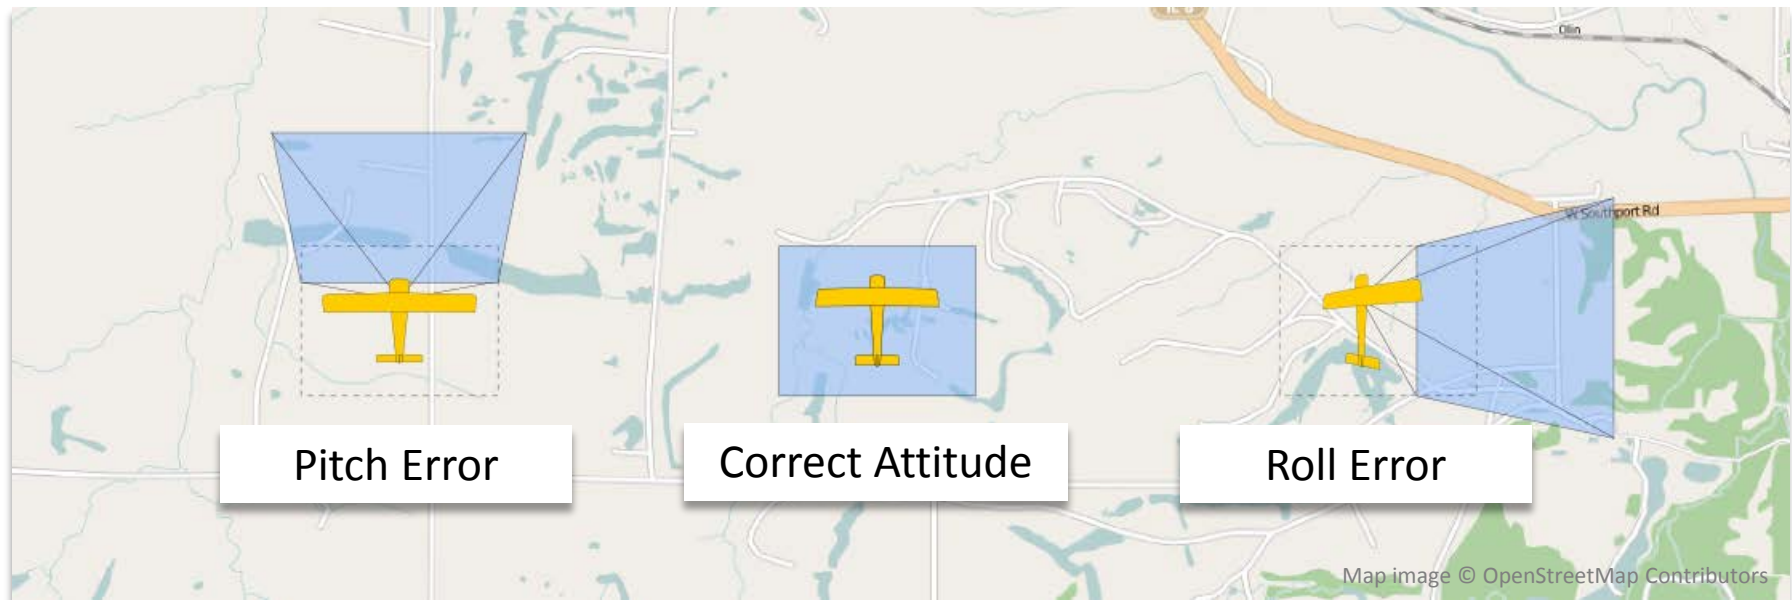 Olin
W Southport Rd
Pitch Error
Correct Attitude
Roll Error
Map image © OpenStreetMap Contributors